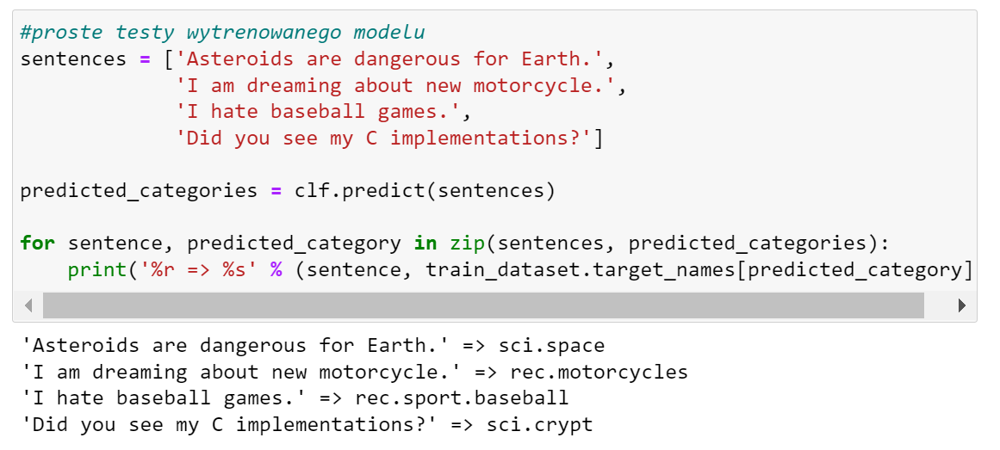 #proste testy wytrenowanego modelu
sentences = ['Asteroids are dangerous for Earth.',
             'I am dreaming about new motorcycle.',
             'I hate baseball games.',
             'Did you see my C implementations?']
predicted_categories = clf.predict(sentences)
for sentence, predicted_category in zip(sentences, predicted_categories):
    print('%r => %s' % (sentence, train_dataset.target_names[predicted_category]
'Asteroids are dangerous for Earth.' => sci.space
'I am dreaming about new motorcycle.' => rec.motorcycles
'I hate baseball games.' => rec.sport.baseball
'Did you see my C implementations?' => sci.crypt